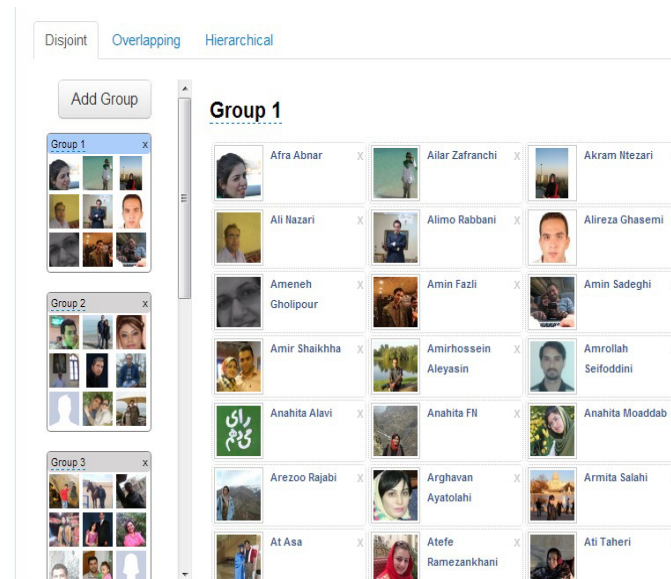 Disjoint Overlapping Hierarchical
Add Group
Group 1 x
Group 2 x
Group 3 x
Group 1
Afra Abnar X
Ailar Zafranchi X
Akram Ntezari
Ali Nazari X
Alimo Rabbani X
Alireza Ghasemi
Ameneh X
Gholipour
Amin Fazli X
Amin Sadeghi
Amir Shaikhha X
Amirhossein X
Aleyasin
Amrollah
Seifoddini
رای
Anahita Alavi X
Anahita FN X
Anahita Moaddab
Arezoo Rajabi X
Arghavan X
Ayatolahi
Armita Salahi
At Asa X
Atefe X
Ramezankhani
Ati Taheri